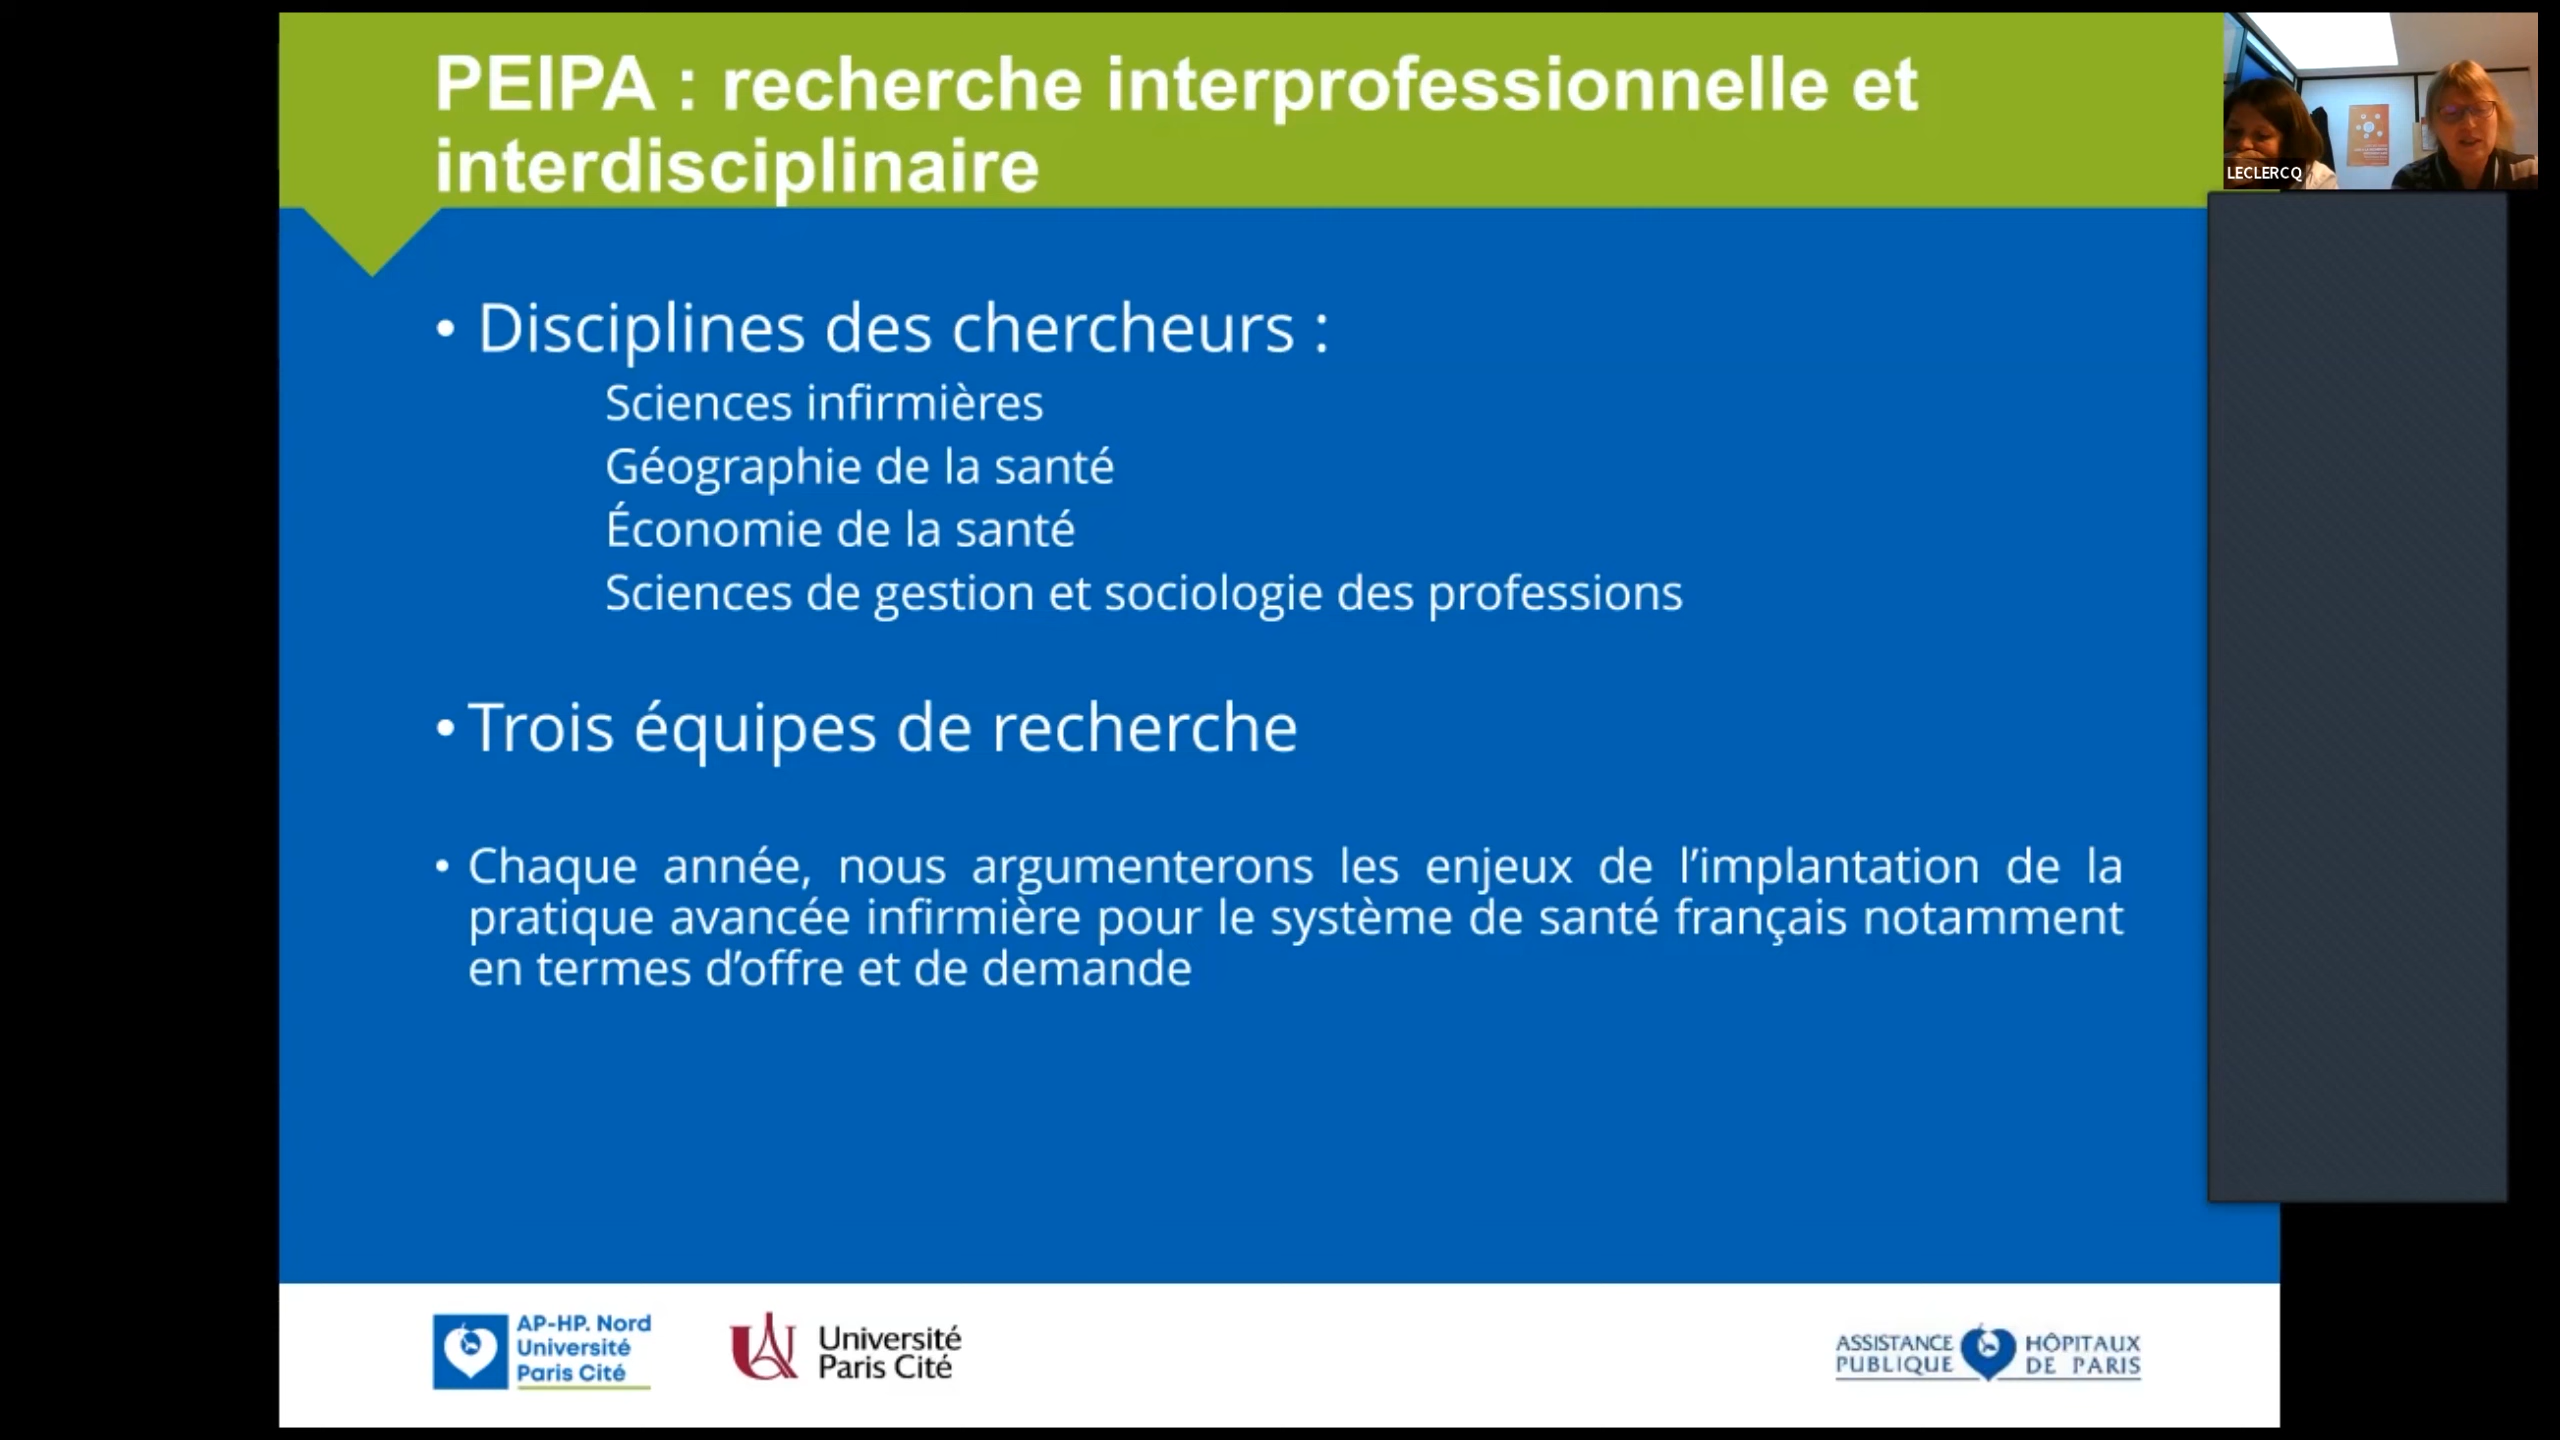 PEIPA : recherche interprofessionnelle et
interdisciplinaire
LECLERCQ
• Disciplines des chercheurs :
Sciences infirmières
Géographie de la santé
Économie de la santé
Sciences de gestion et sociologie des professions
• Trois équipes de recherche
• Chaque année, nous argumenterons les enjeux de l’implantation de la
pratique avancée infirmière pour le système de santé français notamment
en termes d’offre et de demande
AP-HP. Nord
Université
Paris Cité
Université
Paris Cité
ASSISTANCE
PUBLIQUE
HÔPITAUX
DE PARIS